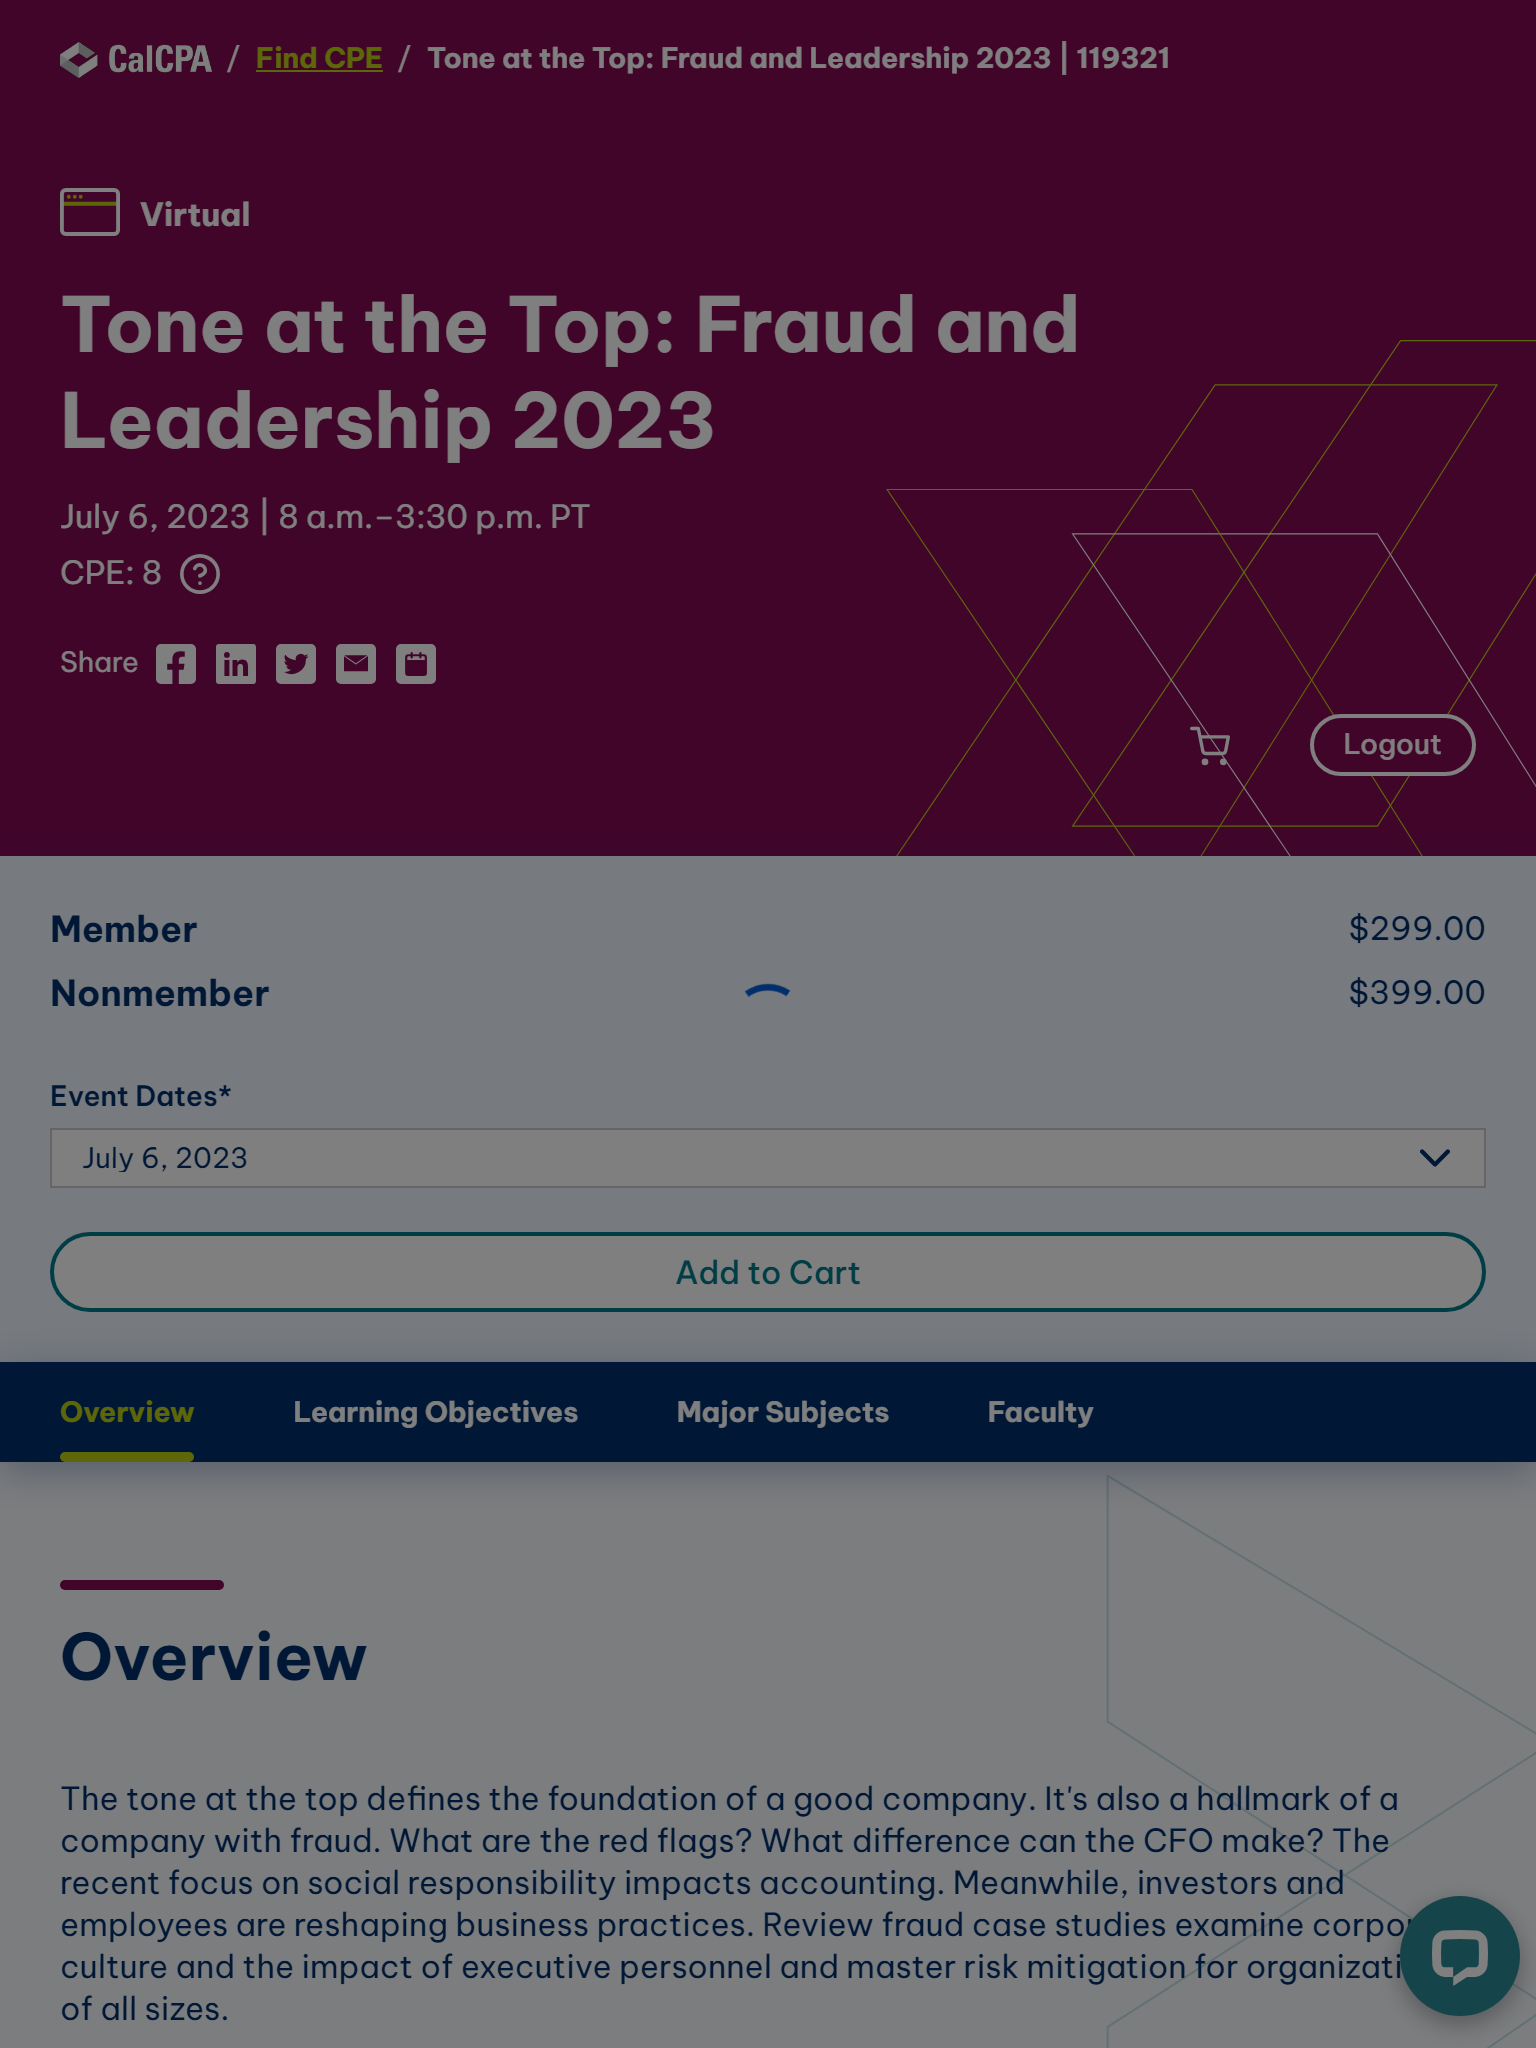 CalCPA / Find CPE / Tone at the Top: Fraud and Leadership 2023 | 119321
Virtual
Tone at the Top: Fraud and
Leadership 2023
July 6, 2023 | 8 a.m.–3:30 p.m. PT
CPE: 8 ?
Share
Logout
Member $299.00
Nonmember $399.00
Event Dates*
July 6, 2023
Add to Cart
Overview Learning Objectives Major Subjects Faculty
Overview
The tone at the top defines the foundation of a good company. It's also a hallmark of a
company with fraud. What are the red flags? What difference can the CFO make? The
recent focus on social responsibility impacts accounting. Meanwhile, investors and
employees are reshaping business practices. Review fraud case studies examine
culture and the impact of executive personnel and master risk mitigation for
of all sizes.